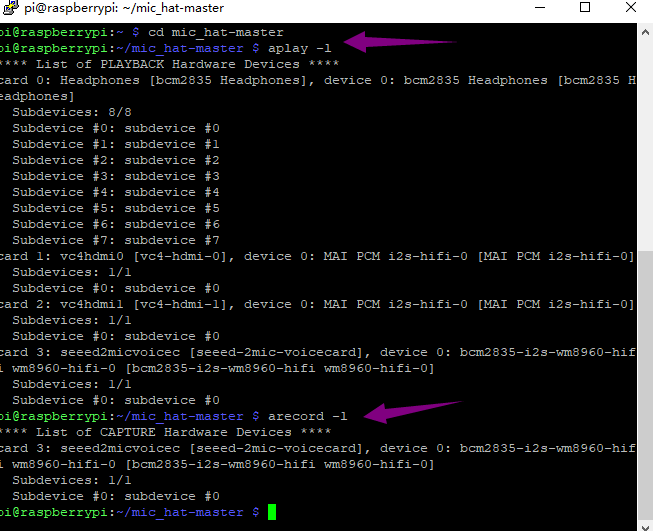 pi@raspberrypi: ~/mic_hat-master
pi@raspberrypi:~ $ cd mic_hat-master
pi@raspberrypi:~/mic_hat-master $ aplay -l
**** List of PLAYBACK Hardware Devices ****
card 0: Headphones [bcm2835 Headphones], device 0: bcm2835 Headphones [bcm2835 H
eadphones]
Subdevices: 8/8
Subdevice #0: subdevice #0
Subdevice #1: subdevice #1
Subdevice #2: subdevice #2
Subdevice #3: subdevice #3
Subdevice #4: subdevice #4
Subdevice #5: subdevice #5
Subdevice #6: subdevice #6
Subdevice #7: subdevice #7
card 1: vc4hdmi0 [vc4-hdmi-0], device 0: MAI PCM i2s-hifi-0 [MAI PCM i2s-hifi-0]
Subdevices: 1/1
Subdevice #0: subdevice #0
card 2: vc4hdmi1 [vc4-hdmi-1], device 0: MAI PCM i2s-hifi-0 [MAI PCM i2s-hifi-0]
Subdevices: 1/1
Subdevice #0: subdevice #0
card 3: seeed2micvoicec [seeed-2mic-voicecard], device 0: bcm2835-i2s-wm8960-hif
i wm8960-hifi-0 [bcm2835-i2s-wm8960-hifi wm8960-hifi-0]
Subdevices: 1/1
Subdevice #0: subdevice #0
pi@raspberrypi:~/mic_hat-master $ arecord -l
**** List of CAPTURE Hardware Devices ****
card 3: seeed2micvoicec [seeed-2mic-voicecard], device 0: bcm2835-i2s-wm8960-hif
i wm8960-hifi-0 [bcm2835-i2s-wm8960-hifi wm8960-hifi-0]
Subdevices: 1/1
Subdevice #0: subdevice #0
pi@raspberrypi:~/mic_hat-master $